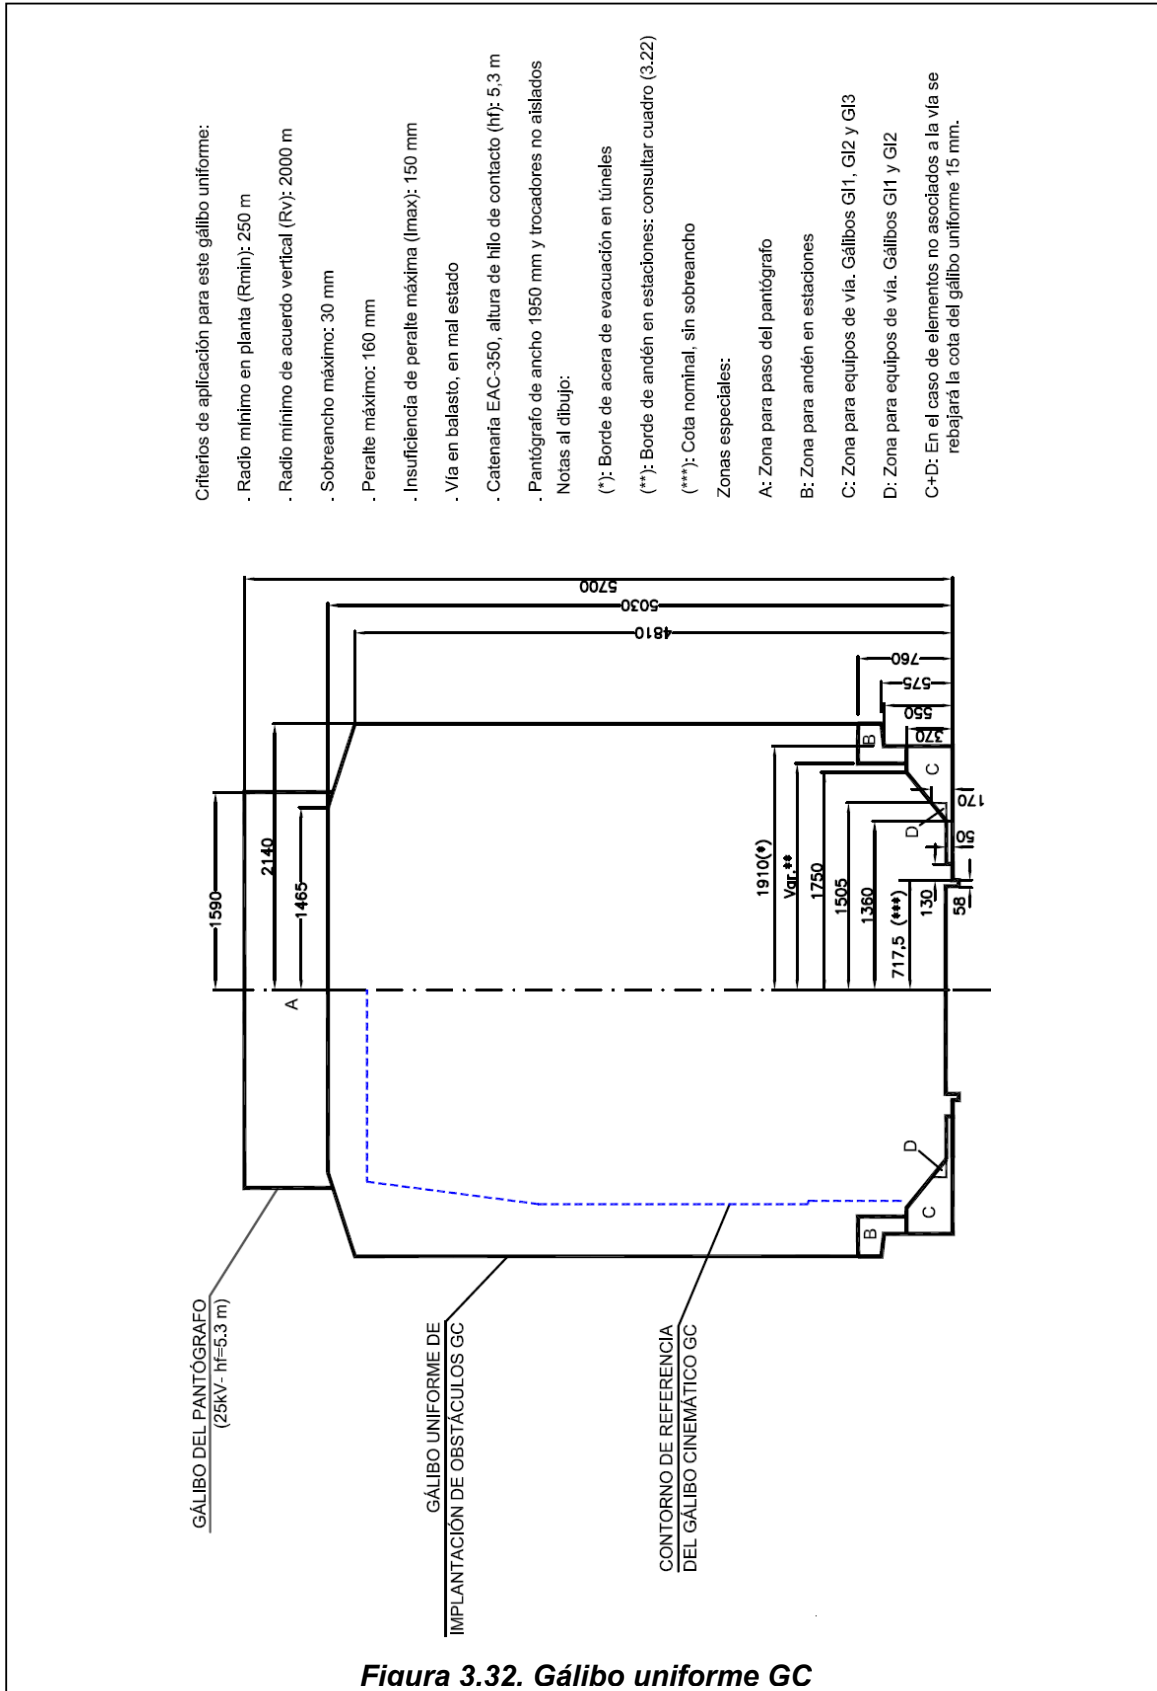 Criterios de aplicación para este gálibo uniforme:
. Radio mínimo en planta (Rmin): 250 m
. Radio mínimo de acuerdo vertical (Rv): 2000 m
. Sobreancho máximo: 30 mm
. Peralte máximo: 160 mm
. Insuficiencia de peralte máxima (Imax): 150 mm
. Vía en balasto, en mal estado
. Catenaria EAC-350, altura de hilo de contacto (hf): 5,3 m
. Pantógrafo de ancho 1950 mm y trocadores no aislados
Notas al dibujo:
(*): Borde de acera de evacuación en túneles
(**): Borde de andén en estaciones: consultar cuadro (3.22)
(***): Cota nominal, sin sobreancho
Zonas especiales:
A: Zona para paso del pantógrafo
B: Zona para andén en estaciones
C: Zona para equipos de vía. Gálibos GI1, GI2 y GI3
D: Zona para equipos de vía. Gálibos GI1 y GI2
C+D: En el caso de elementos no asociados a la vía se
rebajará la cota del gálibo uniforme 15 mm.
5700
5030
4810
760
575
550
370
170
50
1590
2140
1465
1910(*)
Var.**
1750
1505
1360
717,5 (***)
130
58
A
B
C
D
B
C
D
GÁLIBO DEL PANTÓGRAFO
(25kV- hf=5.3 m)
GÁLIBO UNIFORME DE
IMPLANTACIÓN DE OBSTÁCULOS GC
CONTORNO DE REFERENCIA
DEL GÁLIBO CINEMÁTICO GC
Figura 3.32. Gálibo uniforme GC